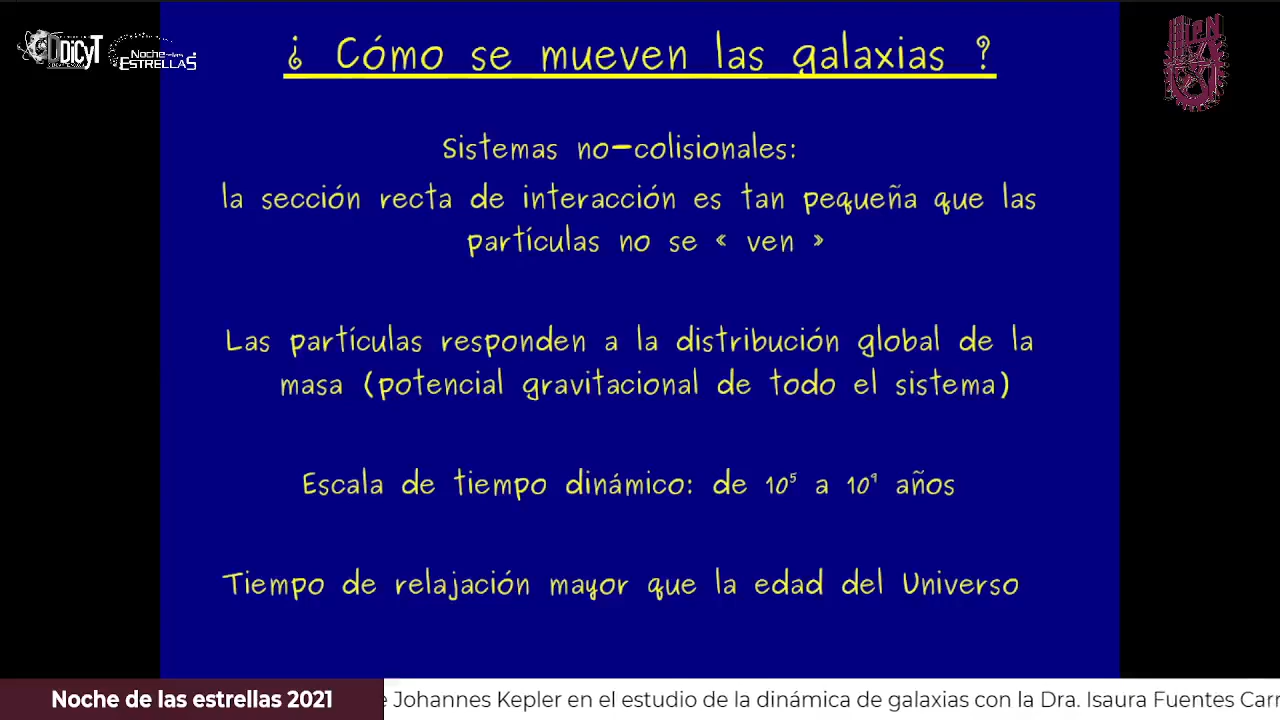 DDiCyT
Noche de las
ESTRELLAS
IPN
¿ Cómo se mueven las galaxias ?
Sistemas no-colisionales:
la sección recta de interacción es tan pequeña que las
partículas no se « ven »
Las partículas responden a la distribución global de la
masa (potencial gravitacional de todo el sistema)
Escala de tiempo dinámico: de 10⁵ a 10⁹ años
Tiempo de relajación mayor que la edad del Universo
Noche de las estrellas 2021
e Johannes Kepler en el estudio de la dinámica de galaxias con la Dra. Isaura Fuentes Carr